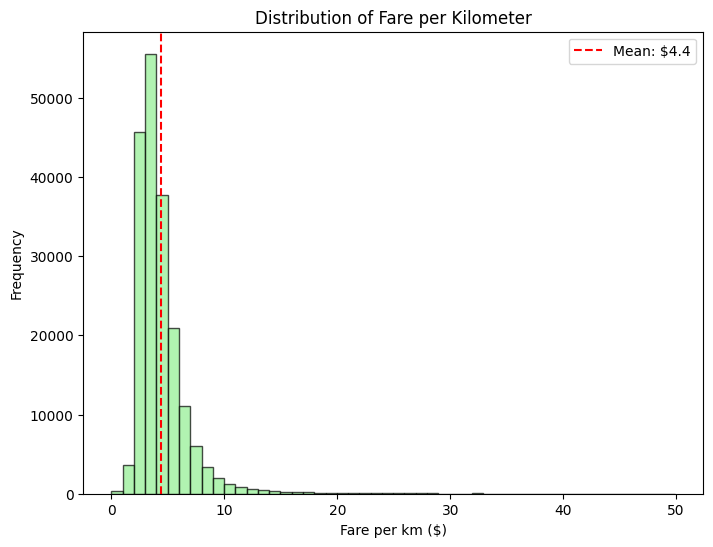 Distribution of Fare per Kilometer
Mean: $4.4
Frequency
50000
40000
30000
20000
10000
0
0 10 20 30 40 50
Fare per km ($)